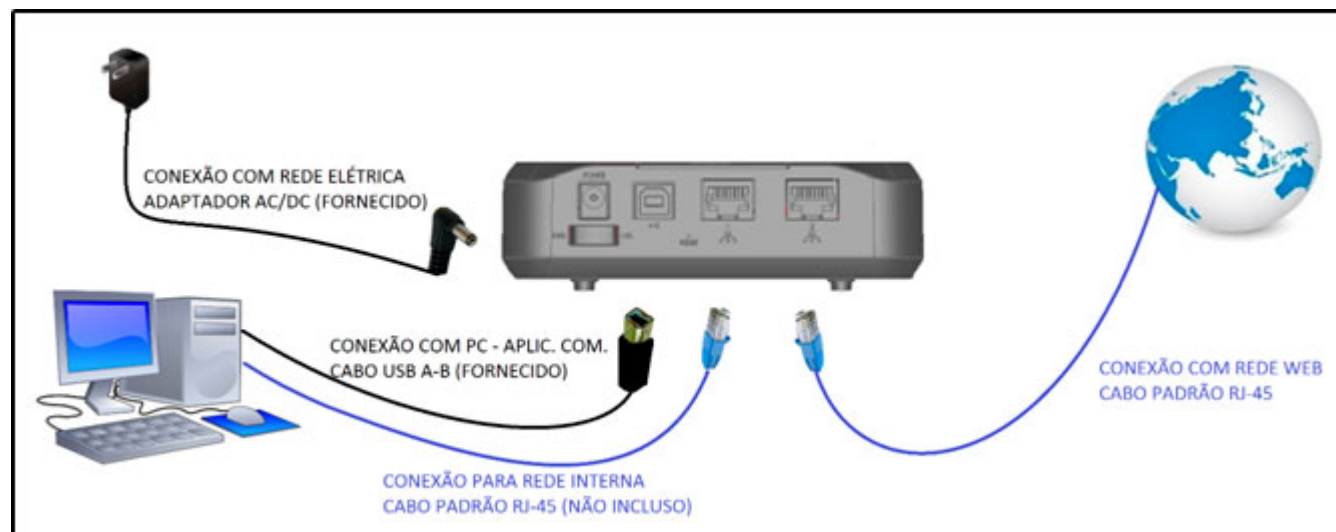 CONEXÃO COM REDE ELÉTRICA
ADAPTADOR AC/DC (FORNECIDO)
POWER
CONEXÃO COM PC - APLIC. COM.
CABO USB A-B (FORNECIDO)
CONEXÃO COM REDE WEB
CABO PADRÃO RJ-45
CONEXÃO PARA REDE INTERNA
CABO PADRÃO RJ-45 (NÃO INCLUSO)